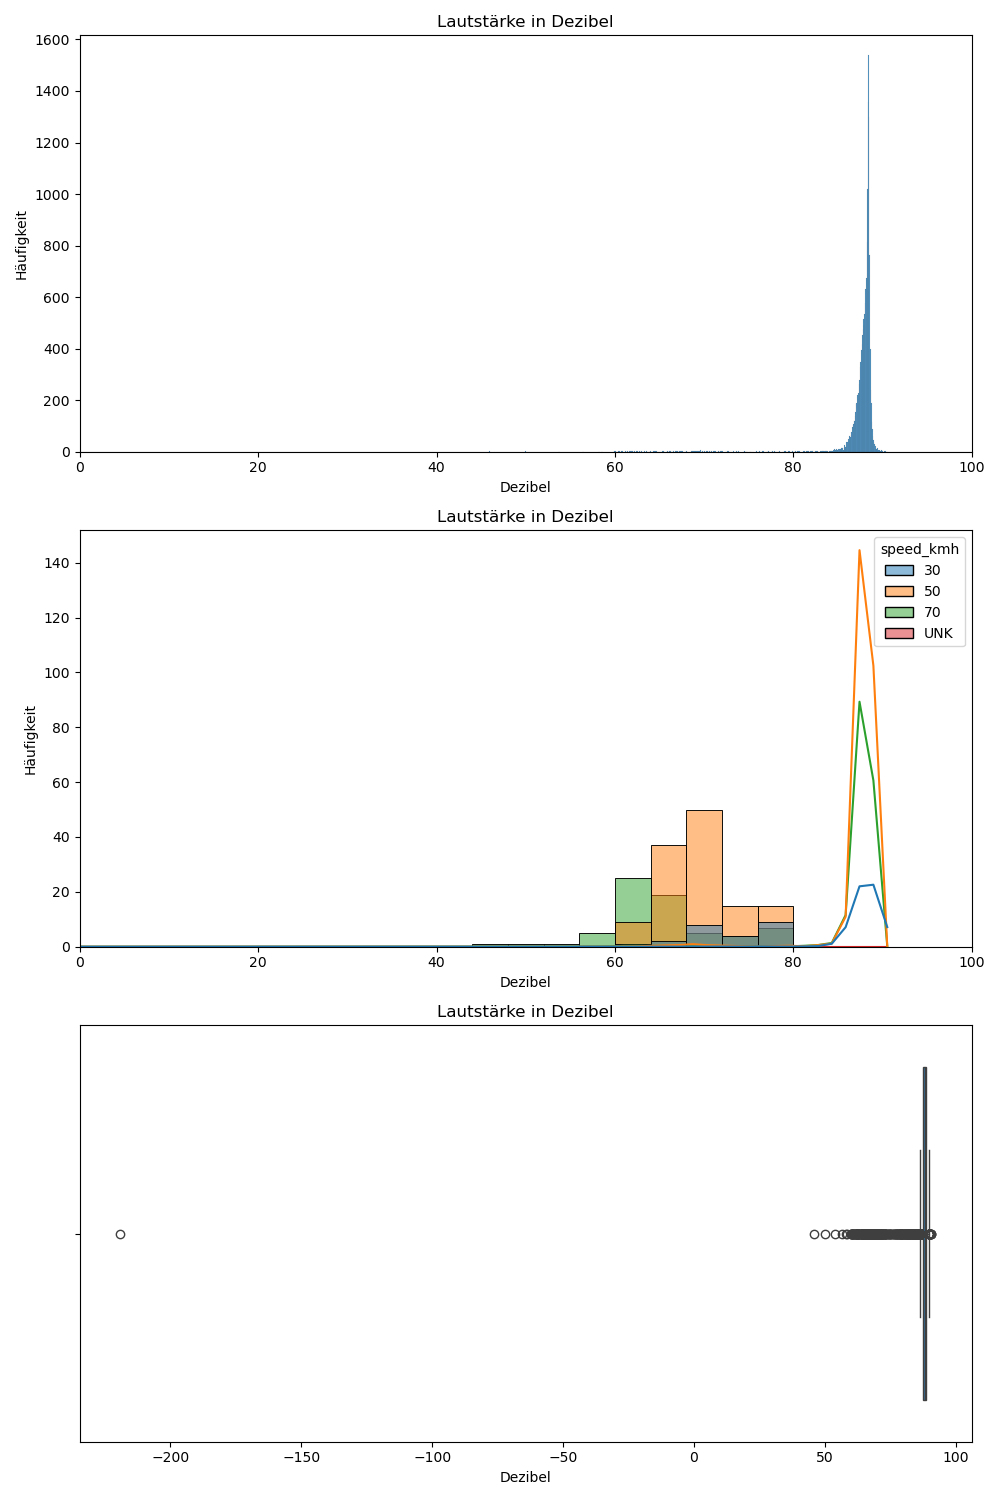 Lautstärke in Dezibel
1600
1400
1200
1000
800
600
400
200
0
0 20 40 60 80 100
Häufigkeit
Dezibel
Lautstärke in Dezibel
140
120
100
80
60
40
20
0
0 20 40 60 80 100
Häufigkeit
Dezibel
speed_kmh
30
50
70
UNK
Lautstärke in Dezibel
−200 −150 −100 −50 0 50 100
Dezibel